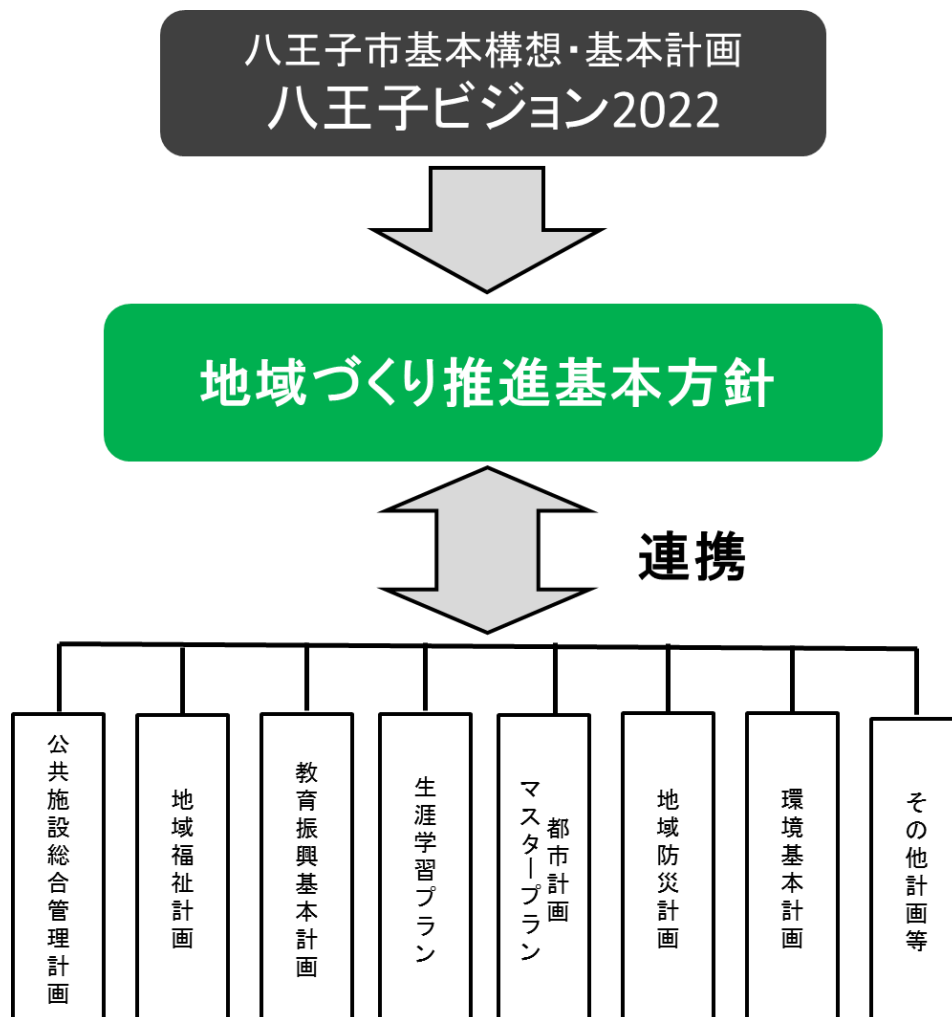 八王子市基本構想・基本計画
八王子ビジョン2022
地域づくり推進基本方針
連携
公共施設総合管理計画
地域福祉計画
教育振興基本計画
生涯学習プラン
都市計画
マスタープラン
地域防災計画
環境基本計画
その他計画等